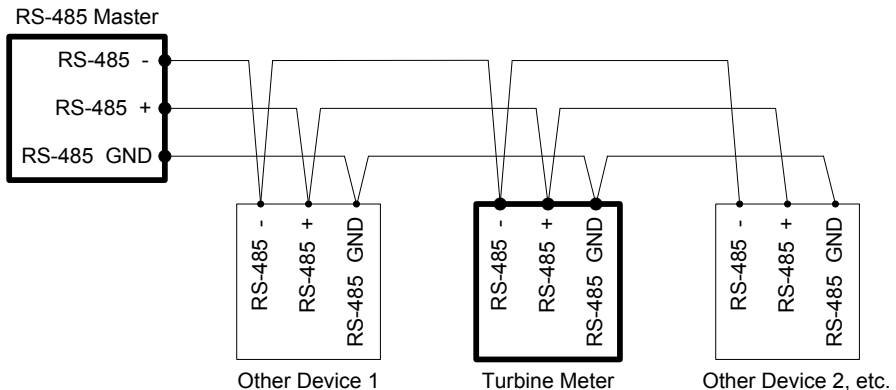 RS-485 Master
RS-485 -
RS-485 +
RS-485 GND
RS-485 -
RS-485 +
RS-485 GND
RS-485 -
RS-485 +
RS-485 GND
RS-485 -
RS-485 +
RS-485 GND
Other Device 1
Turbine Meter
Other Device 2, etc.